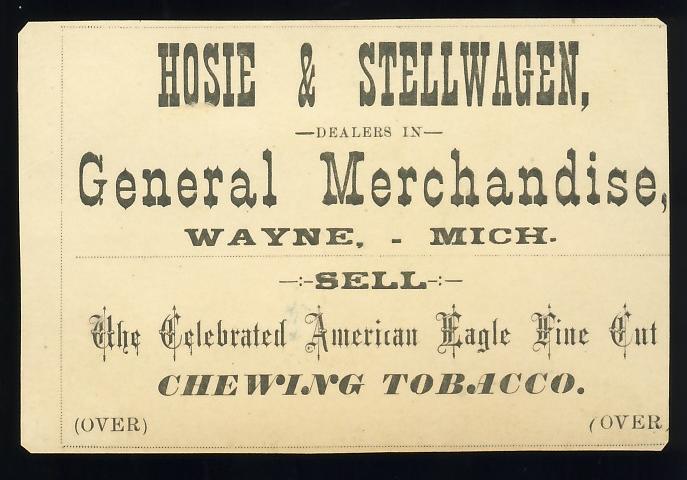 HOSIE & STELLWAGEN,
—DEALERS IN—
General Merchandise,
WAYNE, - MICH.
—:-SELL-:—
The Celebrated American Eagle Fine Cut
CHEWING TOBACCO.
(OVER) (OVER